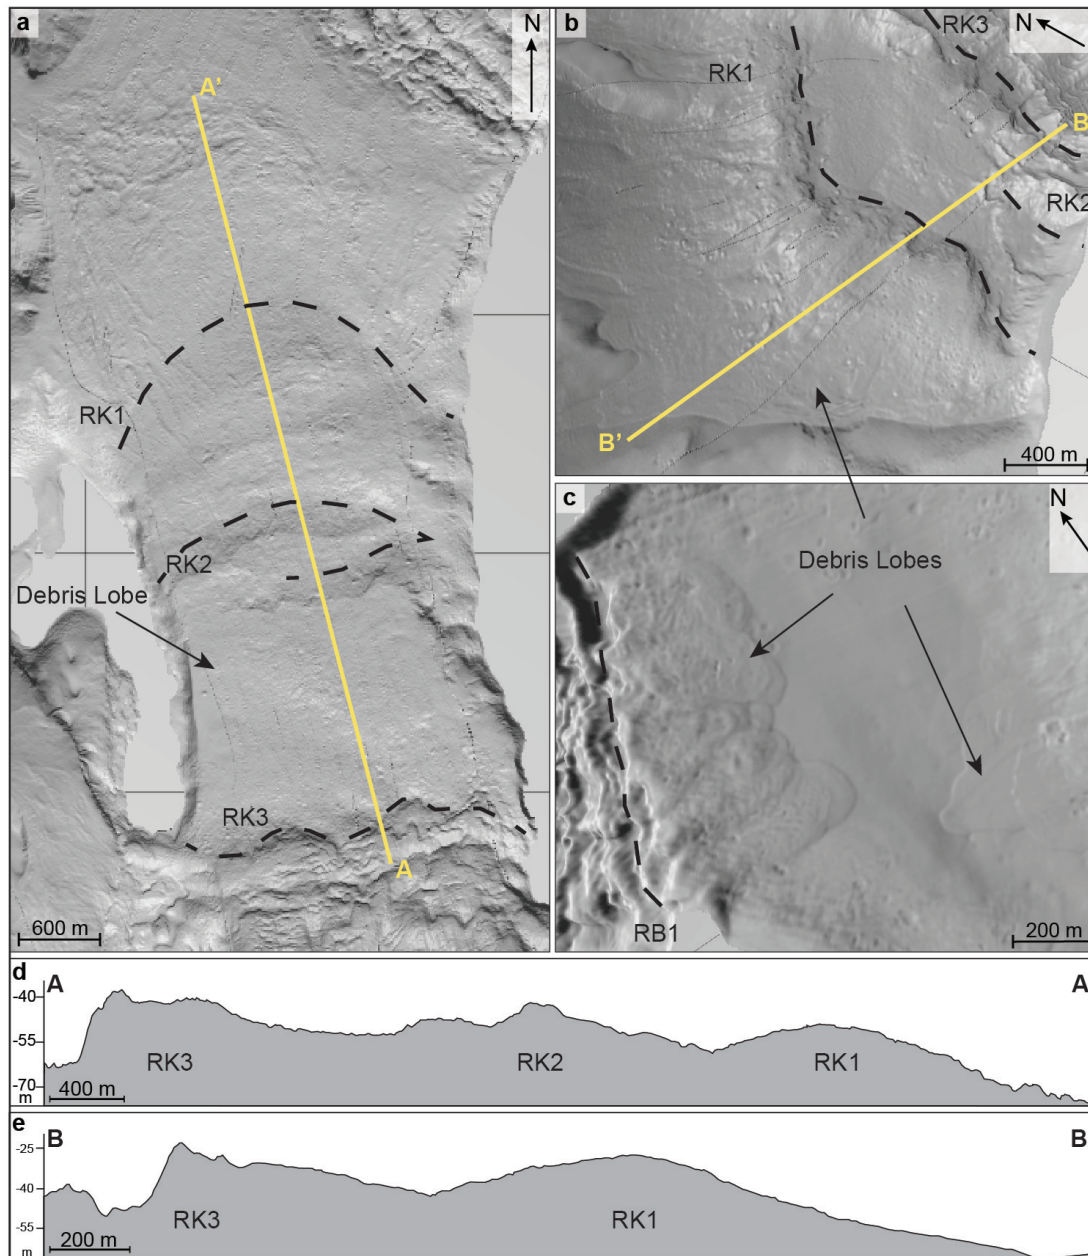 a
N
A'
RK1
RK2
Debris Lobe
RK3
A
600 m
b
N
RK3
RK1
B
RK2
B'
400 m
c
N
Debris Lobes
RB1
200 m
d
A
A
-40
-55
-70
m
RK3
RK2
RK1
400 m
e
B
B
-25
-40
-55
m
RK3
RK1
200 m